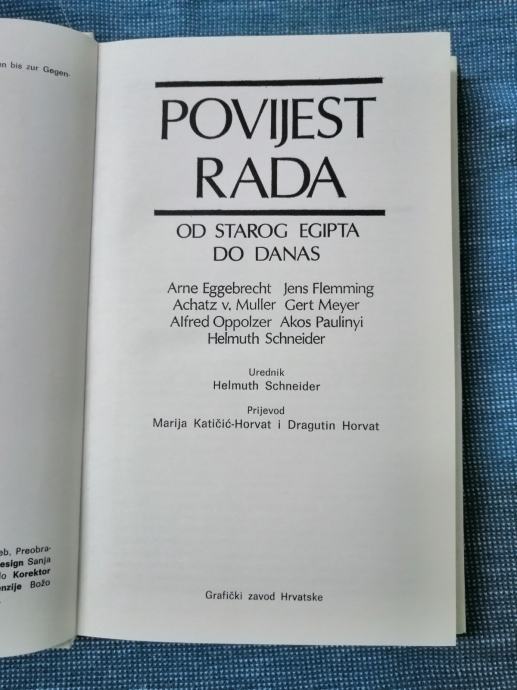 en bis zur Gegen-
POVIJEST
RADA
OD STAROG EGIPTA
DO DANAS
Arne Eggebrecht Jens Flemming
Achatz v. Muller Gert Meyer
Alfred Oppolzer Akos Paulinyi
Helmuth Schneider
Urednik
Helmuth Schneider
Prijevod
Marija Katičić-Horvat i Dragutin Horvat
Grafički zavod Hrvatske
eb, Preobra-
esign Sanja
lo Korektor
enzije Božo